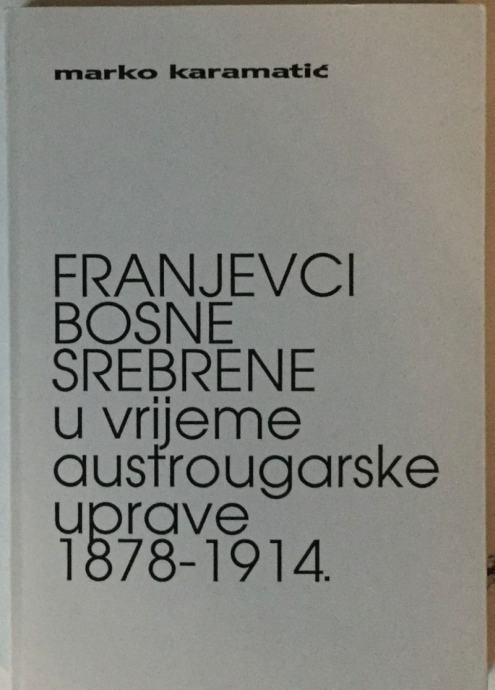 marko karamatić
FRANJEVCI
BOSNE
SREBRENE
u vrijeme
austrougarske
uprave
1878-1914.